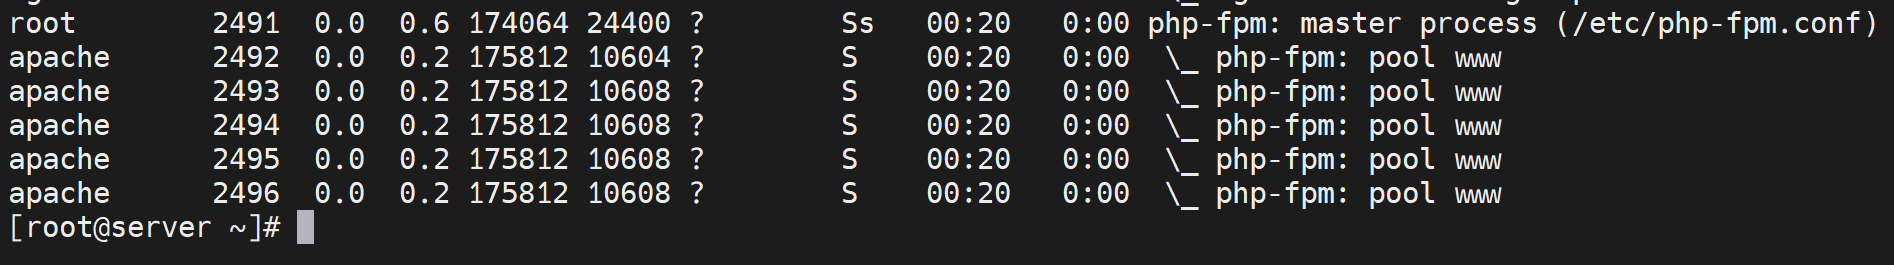 root        2491  0.0  0.6 174064 24400 ?        Ss   00:20   0:00 php-fpm: master process (/etc/php-fpm.conf)
apache      2492  0.0  0.2 175812 10604 ?        S    00:20   0:00  \_ php-fpm: pool www
apache      2493  0.0  0.2 175812 10608 ?        S    00:20   0:00  \_ php-fpm: pool www
apache      2494  0.0  0.2 175812 10608 ?        S    00:20   0:00  \_ php-fpm: pool www
apache      2495  0.0  0.2 175812 10608 ?        S    00:20   0:00  \_ php-fpm: pool www
apache      2496  0.0  0.2 175812 10608 ?        S    00:20   0:00  \_ php-fpm: pool www
[root@server ~]#